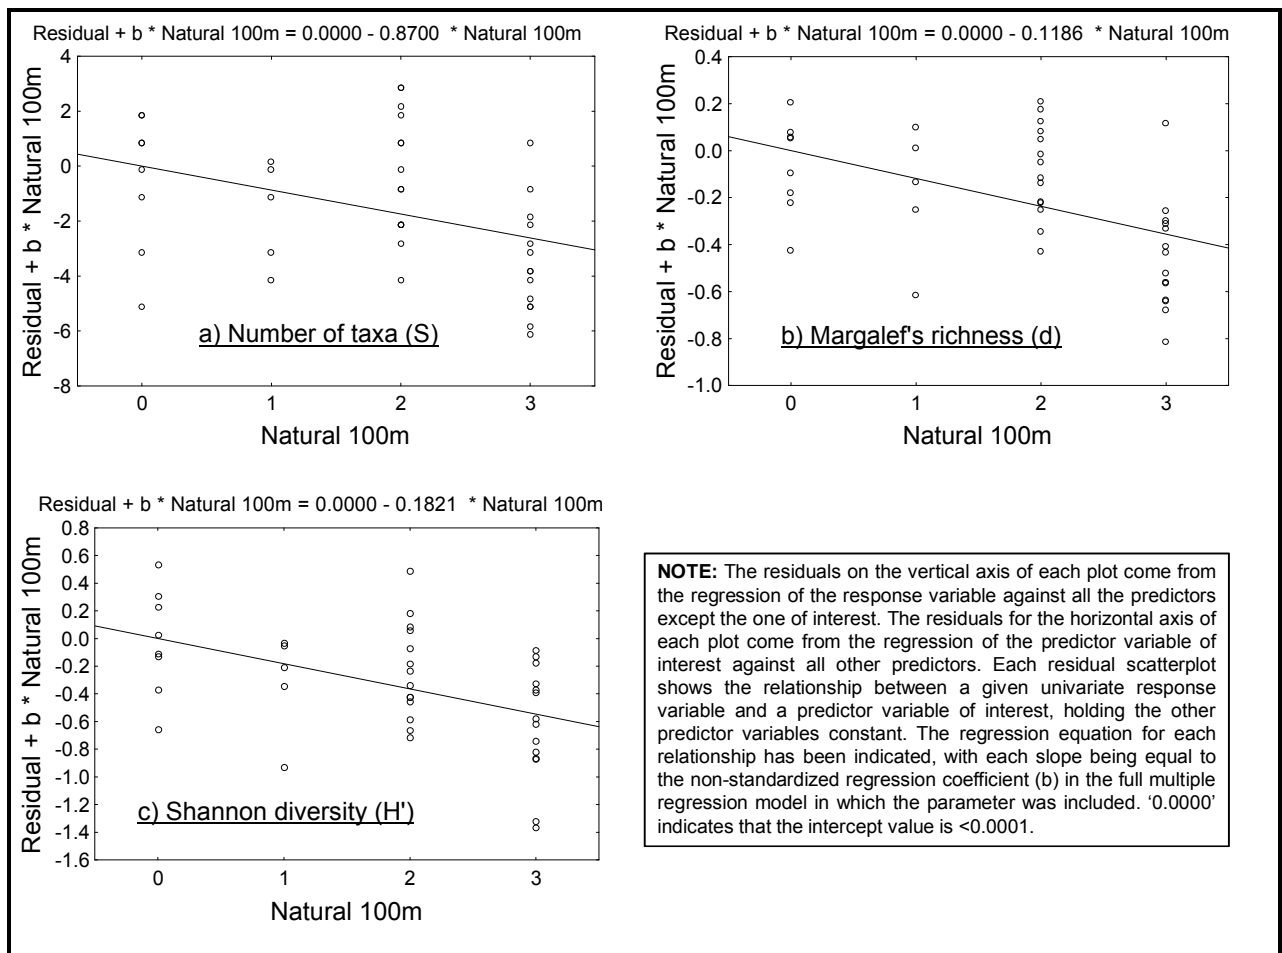 Residual + b * Natural 100m = 0.0000 - 0.8700 * Natural 100m
4
2
0
-2
-4
-6
-8
Residual + b * Natural 100m
a) Number of taxa (S)
0 1 2 3
Natural 100m
Residual + b * Natural 100m = 0.0000 - 0.1186 * Natural 100m
0.4
0.2
0.0
-0.2
-0.4
-0.6
-0.8
-1.0
Residual + b * Natural 100m
b) Margalef's richness (d)
0 1 2 3
Natural 100m
Residual + b * Natural 100m = 0.0000 - 0.1821 * Natural 100m
0.8
0.6
0.4
0.2
0.0
-0.2
-0.4
-0.6
-0.8
-1.0
-1.2
-1.4
-1.6
Residual + b * Natural 100m
c) Shannon diversity (H')
0 1 2 3
Natural 100m
NOTE: The residuals on the vertical axis of each plot come from
the regression of the response variable against all the predictors
except the one of interest. The residuals for the horizontal axis of
each plot come from the regression of the predictor variable of
interest against all other predictors. Each residual scatterplot
shows the relationship between a given univariate response
variable and a predictor variable of interest, holding the other
predictor variables constant. The regression equation for each
relationship has been indicated, with each slope being equal to
the non-standardized regression coefficient (b) in the full multiple
regression model in which the parameter was included. ‘0.0000’
indicates that the intercept value is <0.0001.